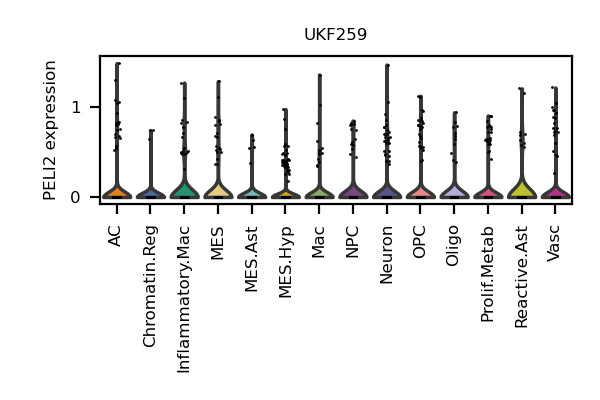 UKF259
PELI2 expression
1
0
AC
Chromatin.Reg
Inflammatory.Mac
MES
MES.Ast
MES.Hyp
Mac
NPC
Neuron
OPC
Oligo
Prolif.Metab
Reactive.Ast
Vasc